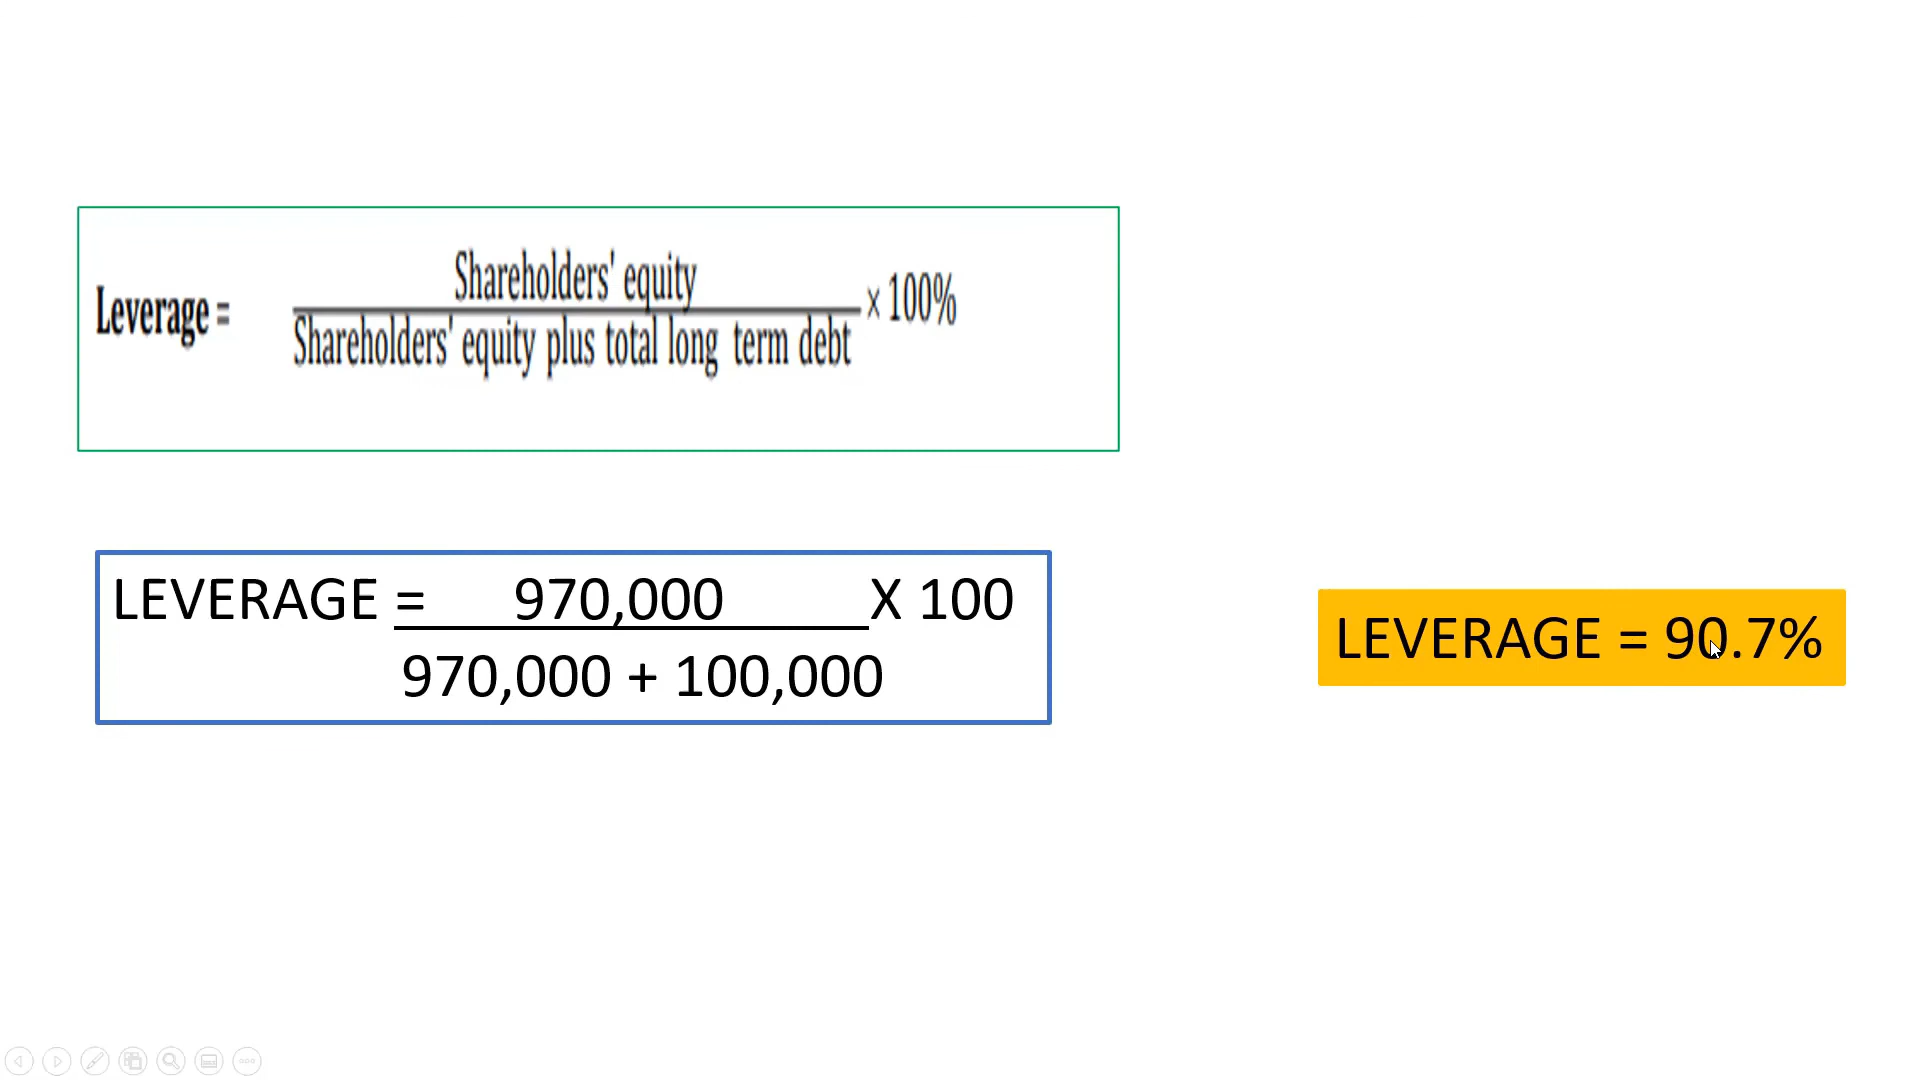 Shareholders' equity
Leverage = × 100%
Shareholders' equity plus total long term debt
LEVERAGE = 970,000 X 100
970,000 + 100,000
LEVERAGE = 90.7%